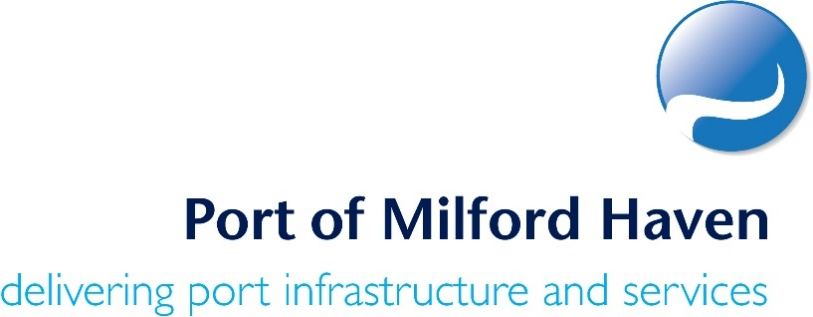 Port of Milford Haven
delivering port infrastructure and services